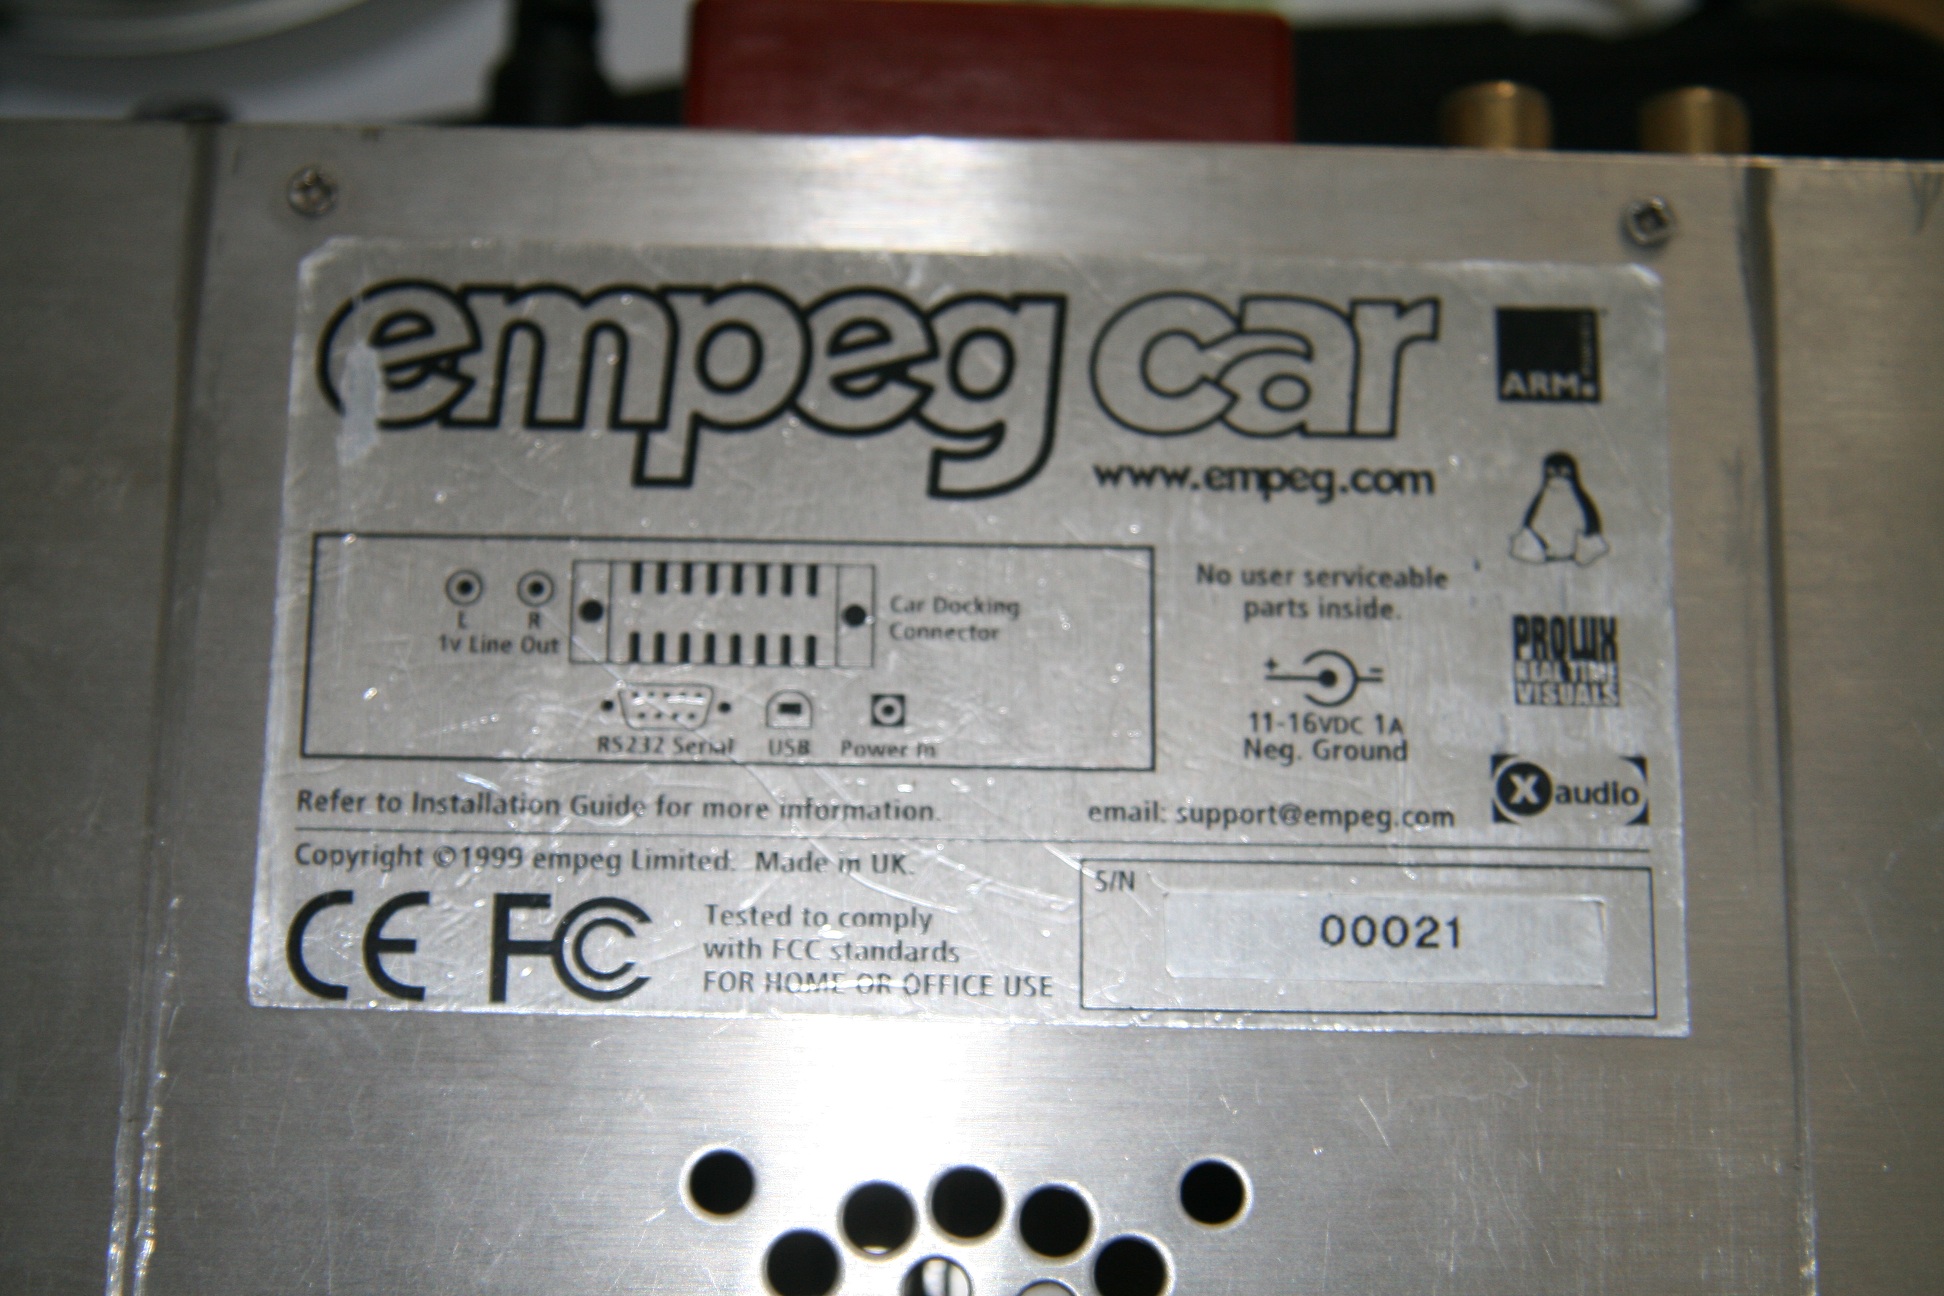 empeg car
www.empeg.com
ARM
POWERED
L
R
1v Line Out
Car Docking
Connector
RS232 Serial
USB
Power in
No user serviceable
parts inside.
+
-
11-16VDC 1A
Neg. Ground
PROLUX
REAL TIME
VISUALS
X audio
Refer to Installation Guide for more information.
email: support@empeg.com
Copyright ©1999 empeg Limited. Made in UK.
CE FC
Tested to comply
with FCC standards
FOR HOME OR OFFICE USE
S/N
00021